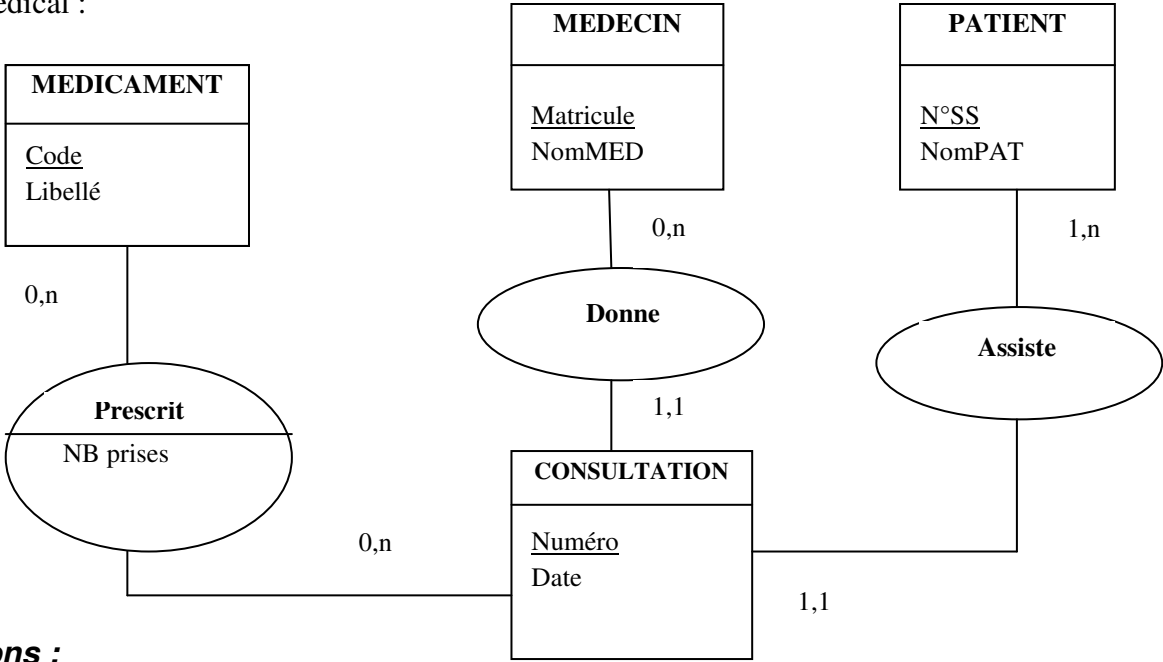 édical :
MEDECIN
PATIENT
MEDICAMENT
Matricule
NomMED
N°SS
NomPAT
Code
Libellé
0,n
1,n
0,n
Donne
Assiste
Prescrit
NB prises
1,1
CONSULTATION
Numéro
Date
0,n
1,1
ons :